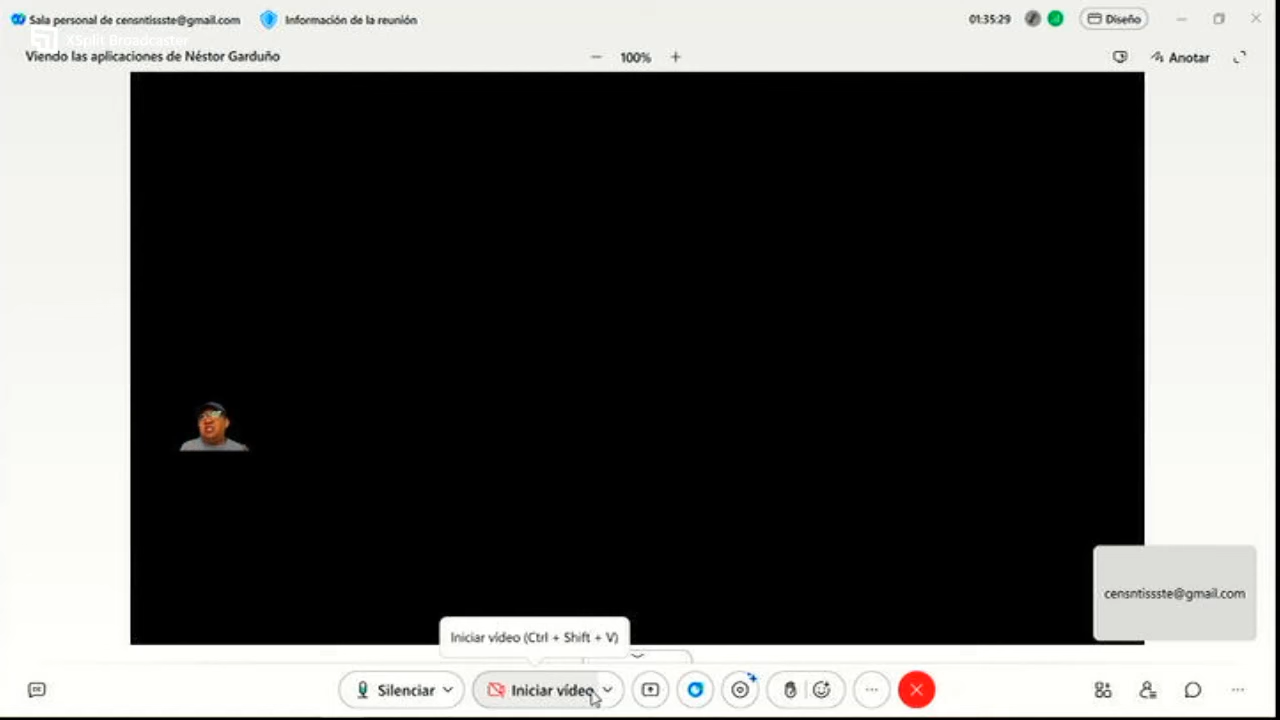 Sala personal de censntissste@gmail.com
Información de la reunión
01:35:29
Diseño
XSplit Broadcaster
Viendo las aplicaciones de Néstor Garduño
100%
Anotar
censntissste@gmail.com
Iniciar vídeo (Ctrl + Shift + V)
Silenciar
Iniciar vídeo